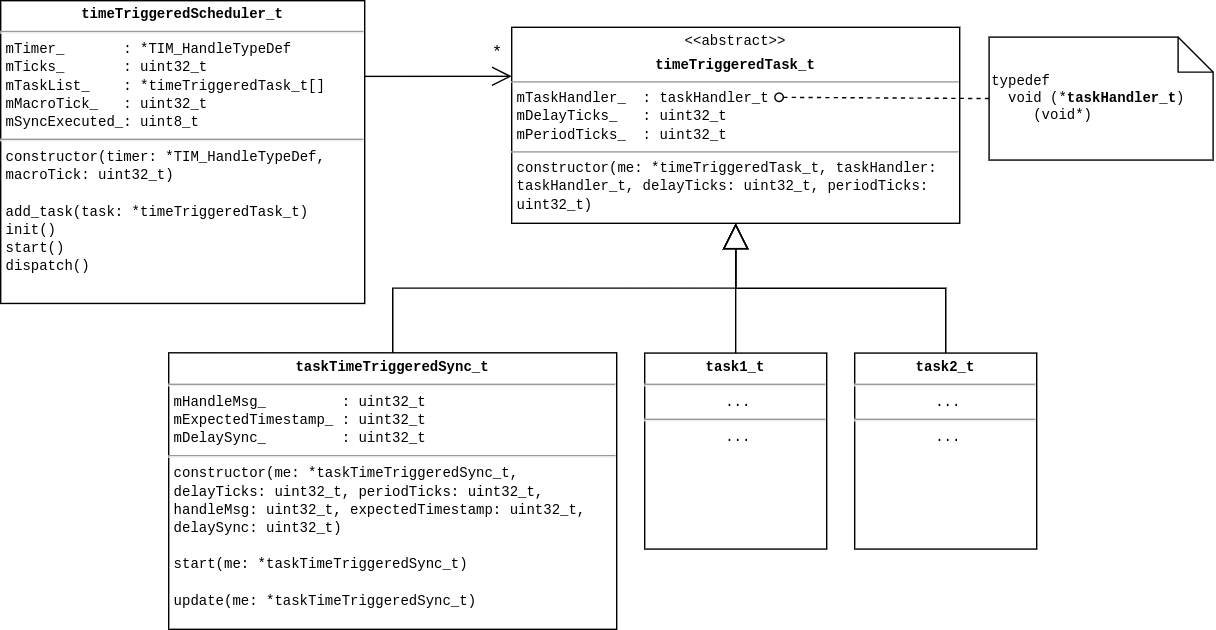 timeTriggeredScheduler_t
mTimer_ : *TIM_HandleTypeDef
mTicks_ : uint32_t
mTaskList_ : *timeTriggeredTask_t[]
mMacroTick_ : uint32_t
mSyncExecuted_: uint8_t
constructor(timer: *TIM_HandleTypeDef,
macroTick: uint32_t)
add_task(task: *timeTriggeredTask_t)
init()
start()
dispatch()
*
<<abstract>>
timeTriggeredTask_t
mTaskHandler_ : taskHandler_t
mDelayTicks_ : uint32_t
mPeriodTicks_ : uint32_t
constructor(me: *timeTriggeredTask_t, taskHandler:
taskHandler_t, delayTicks: uint32_t, periodTicks:
uint32_t)
typedef
void (*taskHandler_t)
(void*)
taskTimeTriggeredSync_t
mHandleMsg_ : uint32_t
mExpectedTimestamp_ : uint32_t
mDelaySync_ : uint32_t
constructor(me: *taskTimeTriggeredSync_t,
delayTicks: uint32_t, periodTicks: uint32_t,
handleMsg: uint32_t, expectedTimestamp: uint32_t,
delaySync: uint32_t)
start(me: *taskTimeTriggeredSync_t)
update(me: *taskTimeTriggeredSync_t)
task1_t
...
...
task2_t
...
...